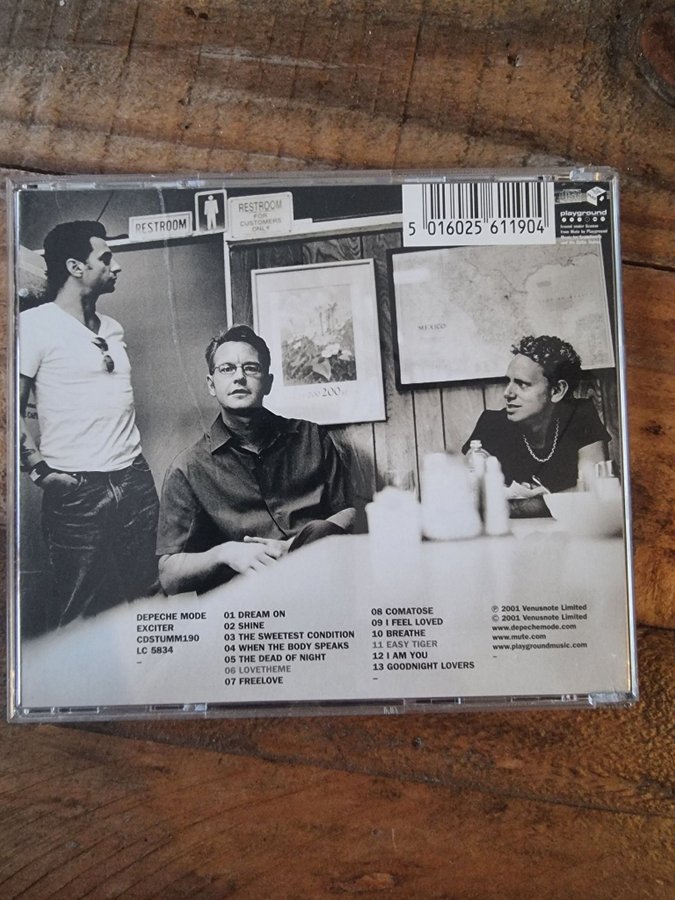 RESTROOM
RESTROOM
FOR
CUSTOMERS
ONLY
5 016025 611904
playground
MEXICO
200
DEPECHE MODE
EXCITER
CDSTUMM190
LC 5834
–
01 DREAM ON
02 SHINE
03 THE SWEETEST CONDITION
04 WHEN THE BODY SPEAKS
05 THE DEAD OF NIGHT
06 LOVETHEME
07 FREELOVE
08 COMATOSE
09 I FEEL LOVED
10 BREATHE
11 EASY TIGER
12 I AM YOU
13 GOODNIGHT LOVERS
–
℗ 2001 Venusnote Limited
© 2001 Venusnote Limited
www.depechemode.com
www.mute.com
www.playgroundmusic.com
–